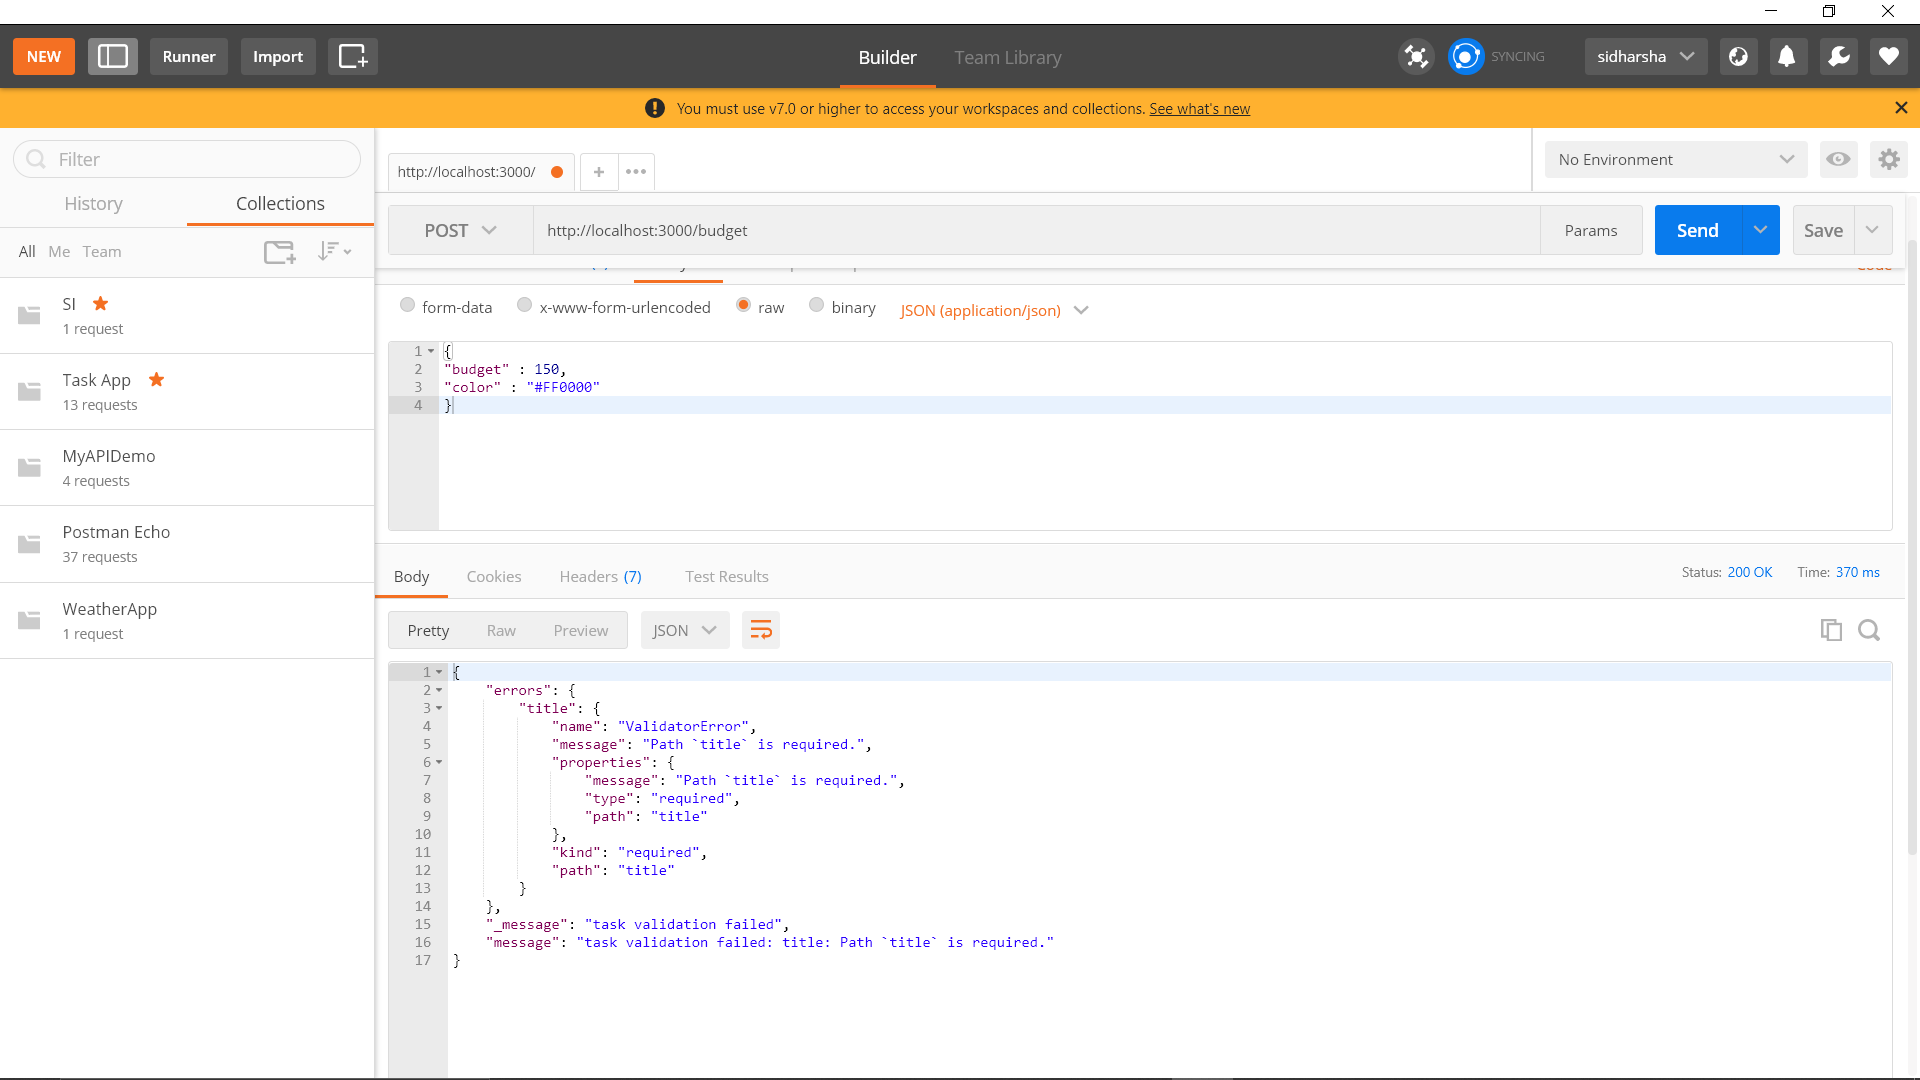 NEW
Runner
Import
Builder
Team Library
SYNCING
sidharsha
You must use v7.0 or higher to access your workspaces and collections. See what's new
Filter
History
Collections
All Me Team
SI
1 request
Task App
13 requests
MyAPIDemo
4 requests
Postman Echo
37 requests
WeatherApp
1 request
http://localhost:3000/
No Environment
POST
http://localhost:3000/budget
Params
Send
Save
form-data
x-www-form-urlencoded
raw
binary
JSON (application/json)
1 {
2 "budget" : 150,
3 "color" : "#FF0000"
4 }
Body
Cookies
Headers (7)
Test Results
Status: 200 OK
Time: 370 ms
Pretty
Raw
Preview
JSON
1 {
2 "errors": {
3 "title": {
4 "name": "ValidatorError",
5 "message": "Path `title` is required.",
6 "properties": {
7 "message": "Path `title` is required.",
8 "type": "required",
9 "path": "title"
10 },
11 "kind": "required",
12 "path": "title"
13 }
14 },
15 "_message": "task validation failed",
16 "message": "task validation failed: title: Path `title` is required."
17 }